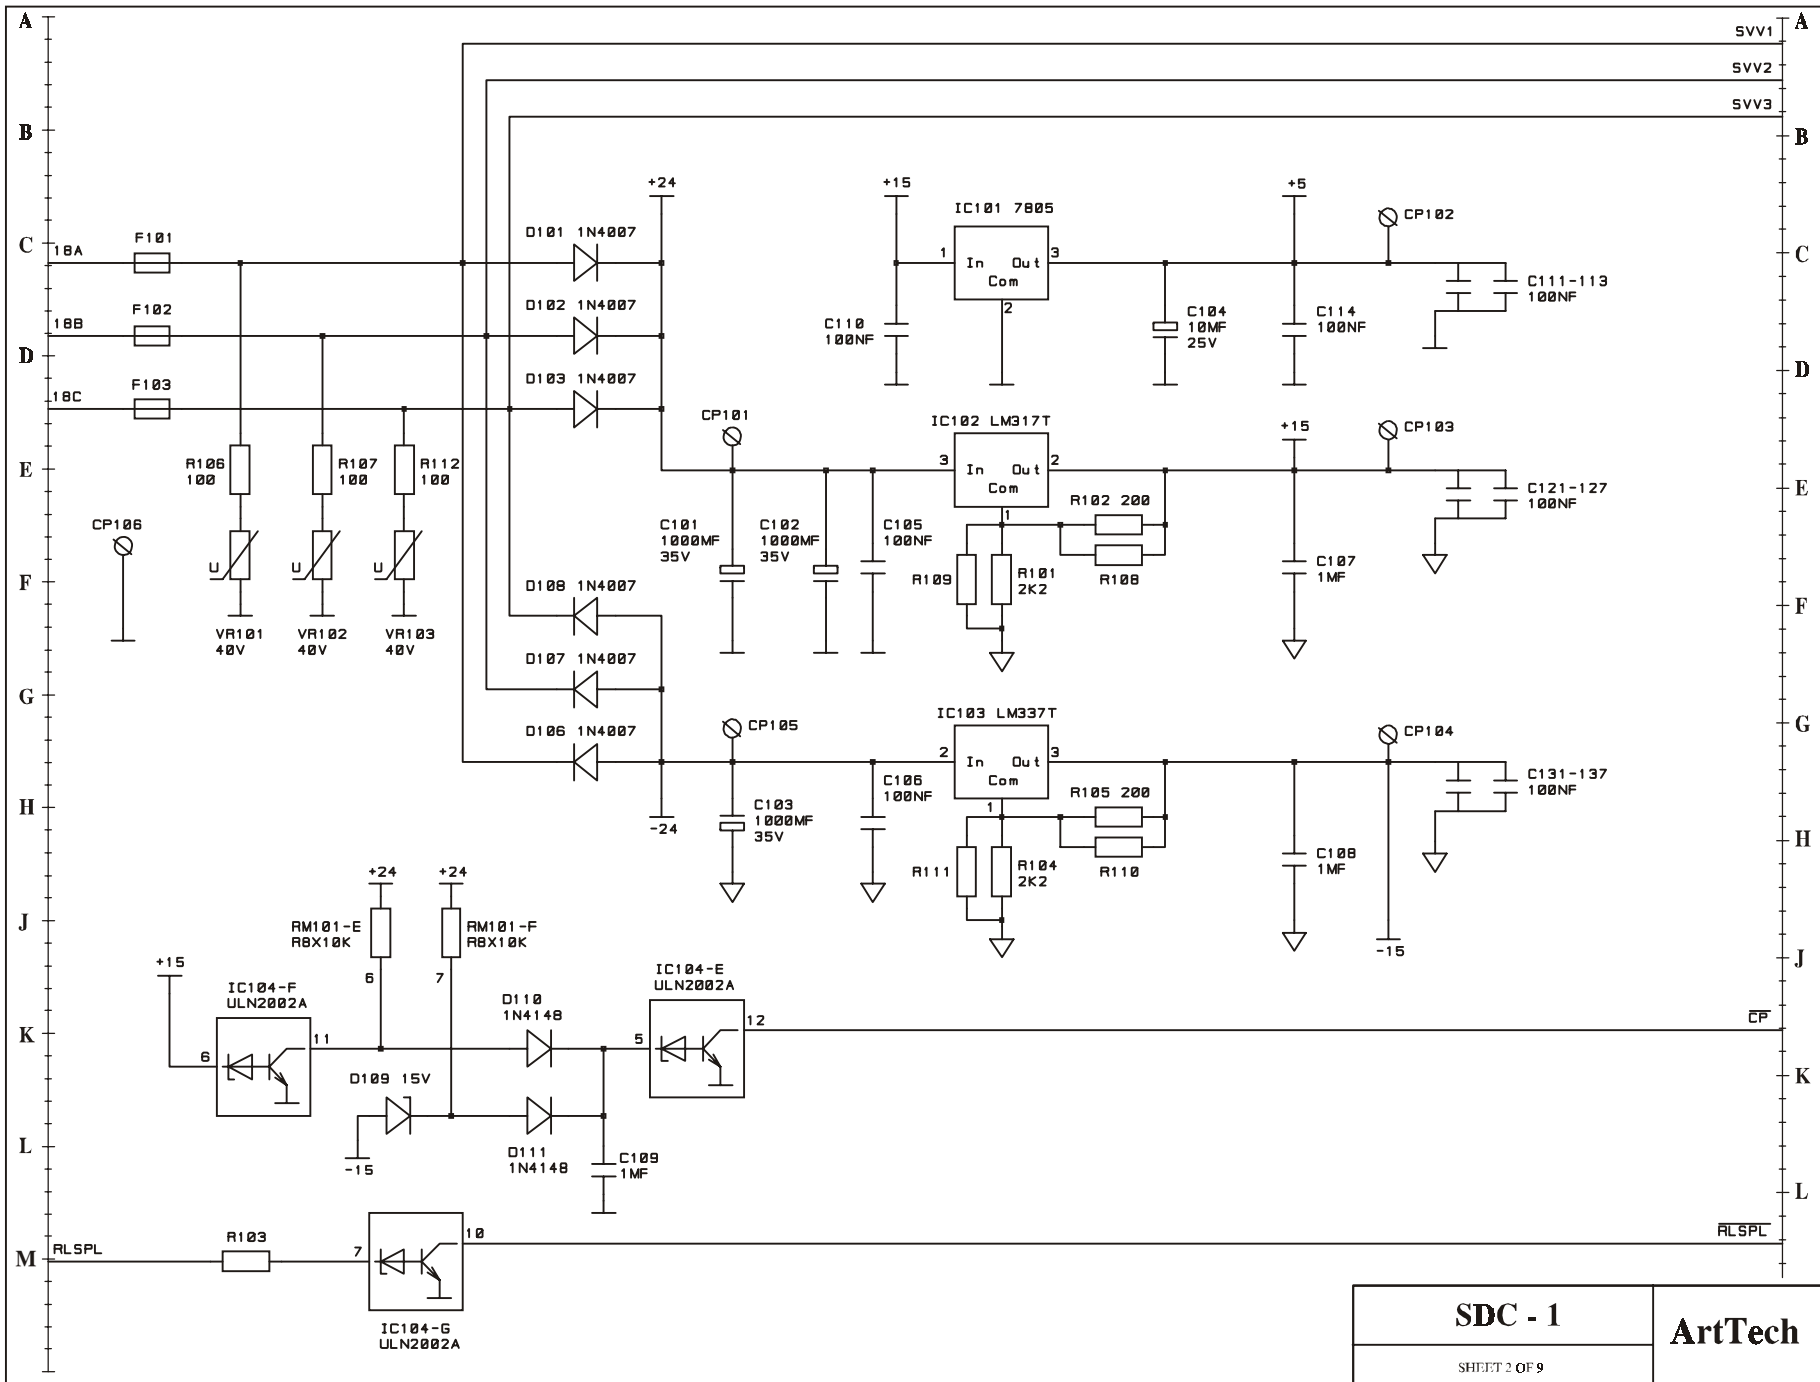 A
A
SVV1
SVV2
SVV3
B
B
+24
+15
+5
IC101 7805
CP102
D101 1N4007
F101
C
C
18A
1
In
Out
3
Com
2
C111-113
100NF
D102 1N4007
F102
18B
C110
100NF
C104
10MF
25V
C114
100NF
D
D
D103 1N4007
F103
18C
CP101
IC102 LM317T
+15
CP103
E
E
R106
100
R107
100
R112
100
3
In
Out
2
Com
1
R102 200
C121-127
100NF
CP106
C101
1000MF
35V
C102
1000MF
35V
C105
100NF
U
U
U
F
F
R109
R101
2K2
R108
C107
1MF
D108 1N4007
VR101
40V
VR102
40V
VR103
40V
D107 1N4007
G
G
IC103 LM337T
CP105
CP104
D106 1N4007
2
In
Out
3
Com
1
C106
100NF
R105 200
C131-137
100NF
H
H
-24
C103
1000MF
35V
R111
R104
2K2
R110
C108
1MF
+24
+24
J
J
RM101-E
R8X10K
RM101-F
R8X10K
-15
+15
6
7
IC104-F
ULN2002A
IC104-E
ULN2002A
D110
1N4148
K
K
6
11
5
12
CP
D109 15V
L
L
-15
D111
1N4148
C109
1MF
M
RLSPL
R103
7
10
RLSPL
IC104-G
ULN2002A
SDC - 1
ArtTech
SHEET 2 OF 9